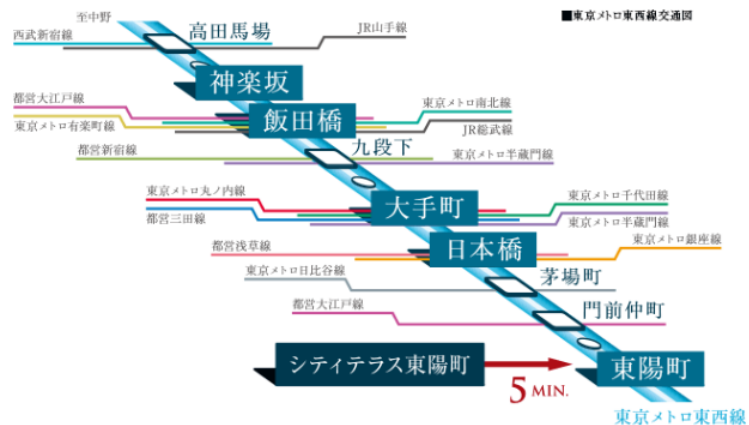 ■東京メトロ東西線交通図
至中野
高田馬場
JR山手線
西武新宿線
神楽坂
都営大江戸線
東京メトロ南北線
飯田橋
東京メトロ有楽町線
JR総武線
九段下
都営新宿線
東京メトロ半蔵門線
東京メトロ丸ノ内線
東京メトロ千代田線
大手町
都営三田線
東京メトロ半蔵門線
東京メトロ銀座線
都営浅草線
日本橋
東京メトロ日比谷線
茅場町
都営大江戸線
門前仲町
シティテラス東陽町
5 MIN.
東陽町
東京メトロ東西線